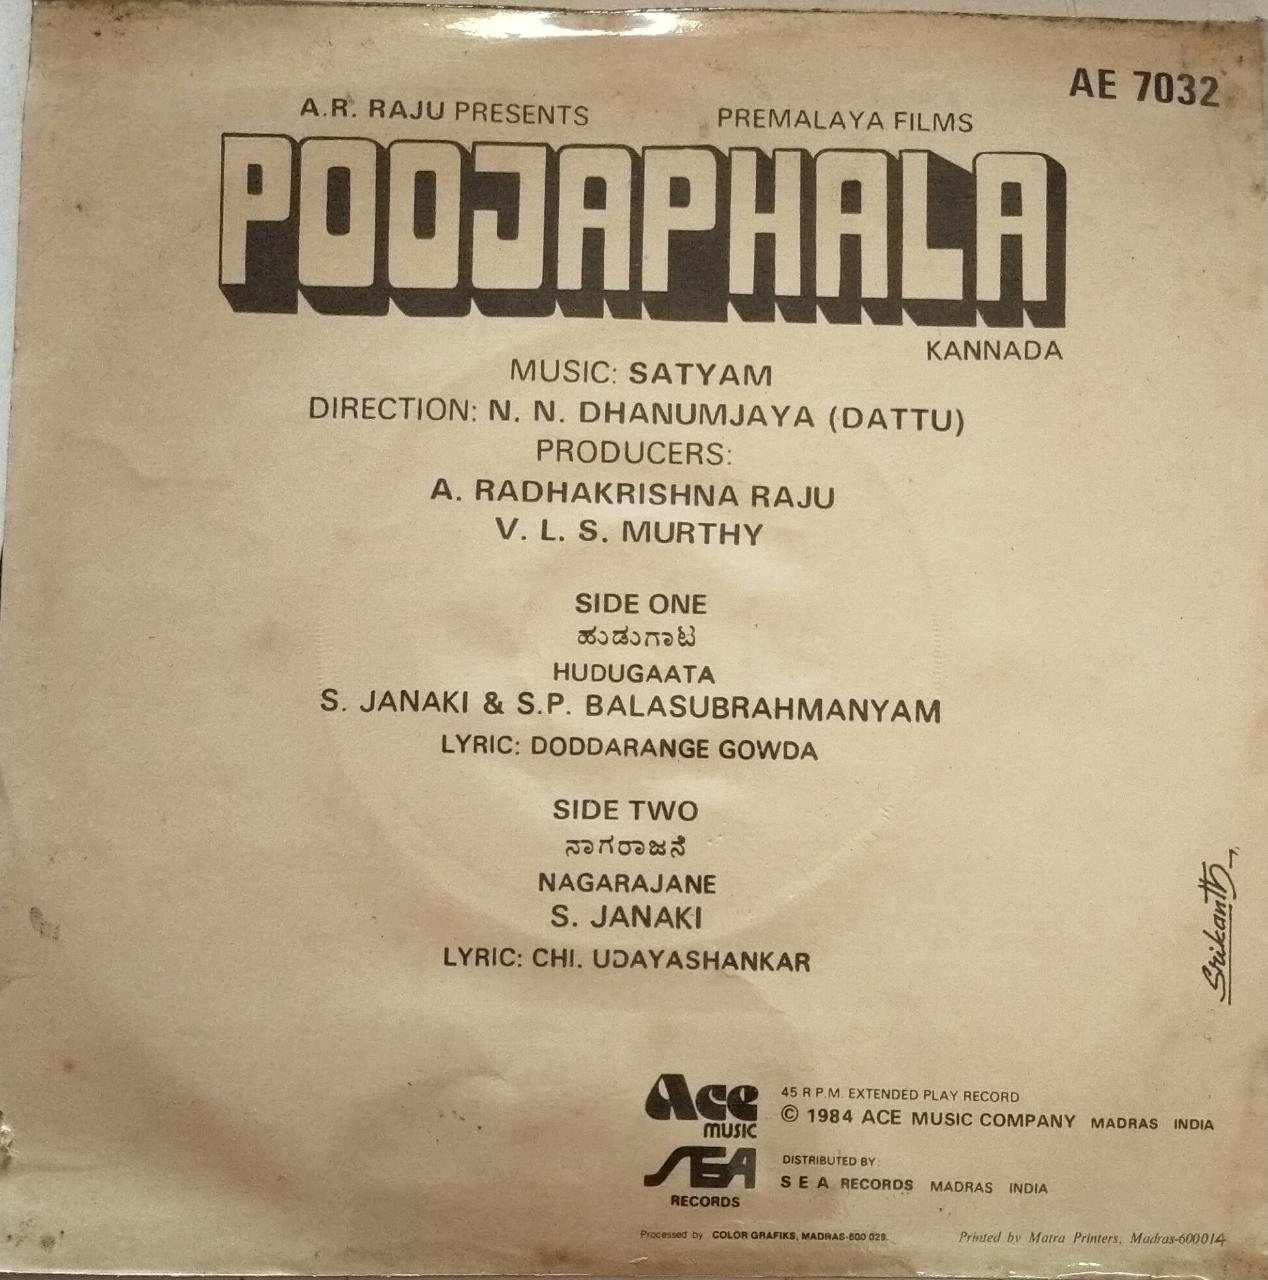 AE 7032
A.R. RAJU PRESENTS PREMALAYA FILMS
POOJAPHALA
KANNADA
MUSIC: SATYAM
DIRECTION: N. N. DHANUMJAYA (DATTU)
PRODUCERS:
A. RADHAKRISHNA RAJU
V. L. S. MURTHY
SIDE ONE
ಹುಡುಗಾಟ
HUDUGAATA
S. JANAKI & S.P. BALASUBRAHMANYAM
LYRIC: DODDARANGE GOWDA
SIDE TWO
ನಾಗರಾಜನೆ
NAGARAJANE
S. JANAKI
LYRIC: CHI. UDAYASHANKAR
Srikanth
Ace
MUSIC
45 R.P.M. EXTENDED PLAY RECORD
© 1984 ACE MUSIC COMPANY MADRAS INDIA
SEA
RECORDS
DISTRIBUTED BY:
S E A RECORDS MADRAS INDIA
Processed by COLOR GRAFIKS, MADRAS-600 028.
Printed by Matra Printers, Madras-600014